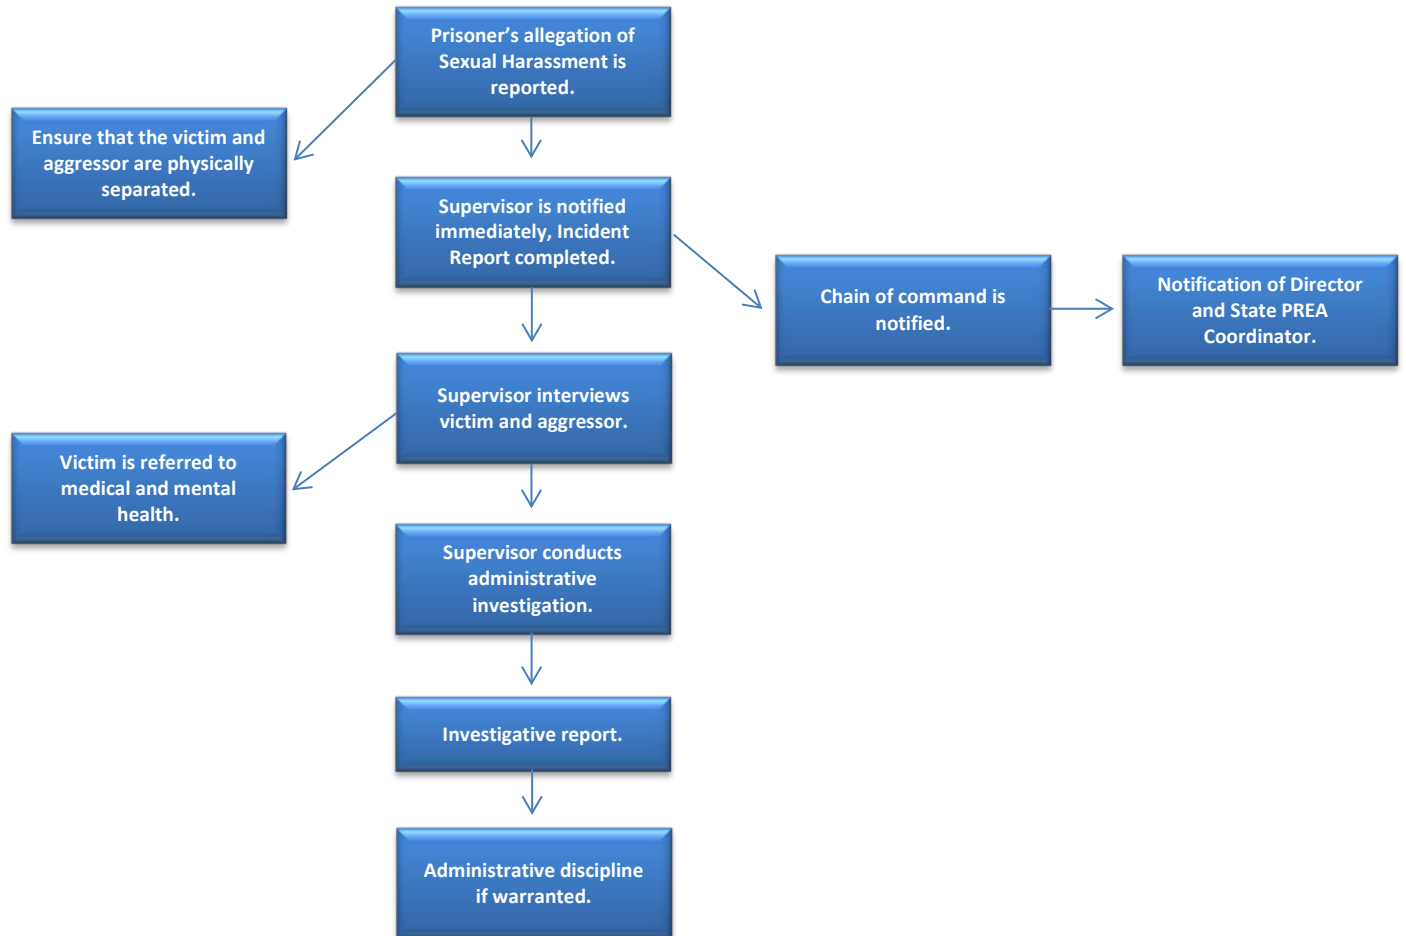 Prisoner’s allegation of
Sexual Harassment is
reported.
Ensure that the victim and
aggressor are physically
separated.
Supervisor is notified
immediately, Incident
Report completed.
Chain of command is
notified.
Notification of Director
and State PREA
Coordinator.
Supervisor interviews
victim and aggressor.
Victim is referred to
medical and mental
health.
Supervisor conducts
administrative
investigation.
Investigative report.
Administrative discipline
if warranted.